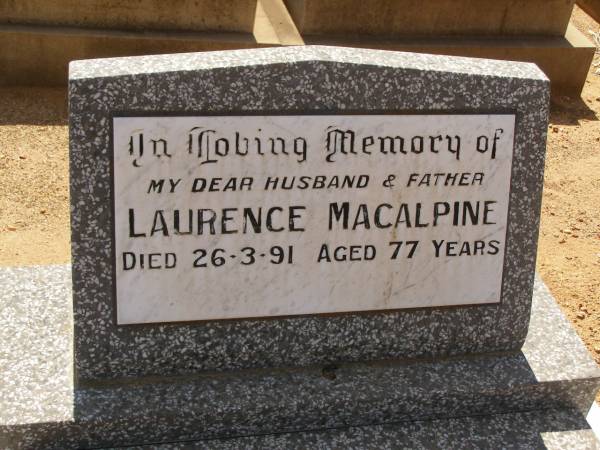 In Loving Memory of
MY DEAR HUSBAND & FATHER
LAURENCE MACALPINE
DIED 26-3-91 AGED 77 YEARS